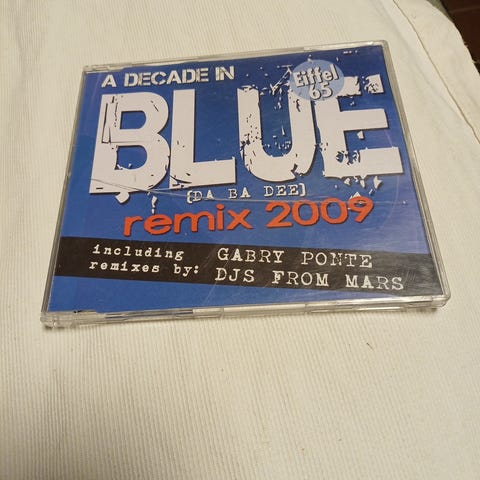 A DECADE IN
Eiffel
65
BLUE
[DA BA DEE]
remix 2009
including
remixes by:
GABRY PONTE
DJS FROM MARS